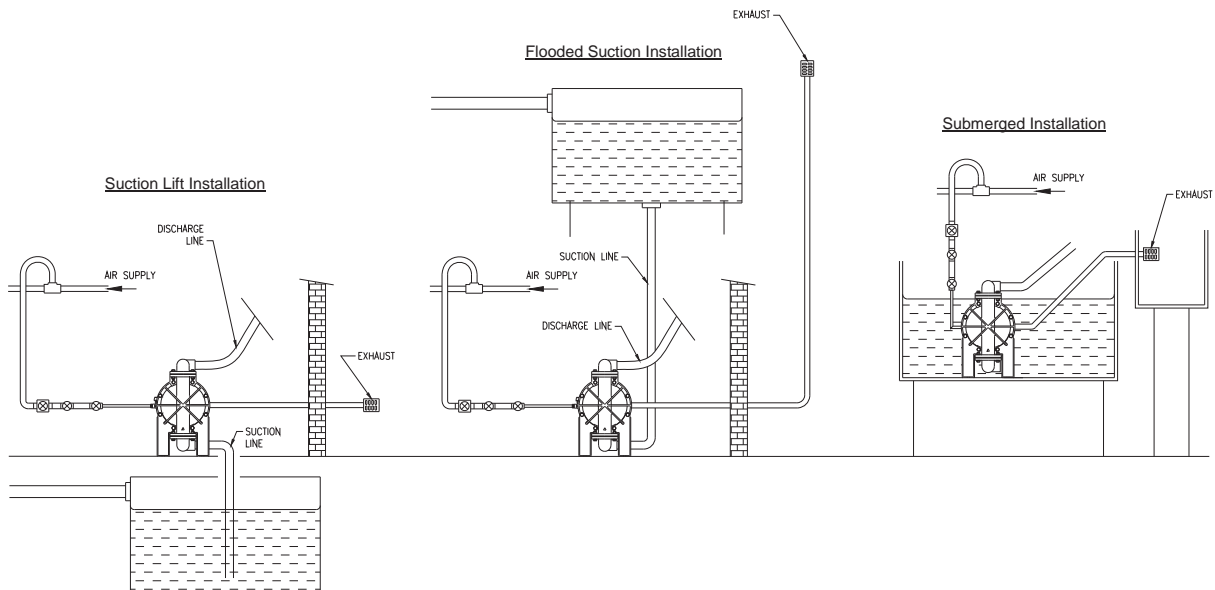 Suction Lift Installation
DISCHARGE
LINE
AIR SUPPLY
EXHAUST
SUCTION
LINE
Flooded Suction Installation
EXHAUST
SUCTION LINE
AIR SUPPLY
DISCHARGE LINE
Submerged Installation
AIR SUPPLY
EXHAUST